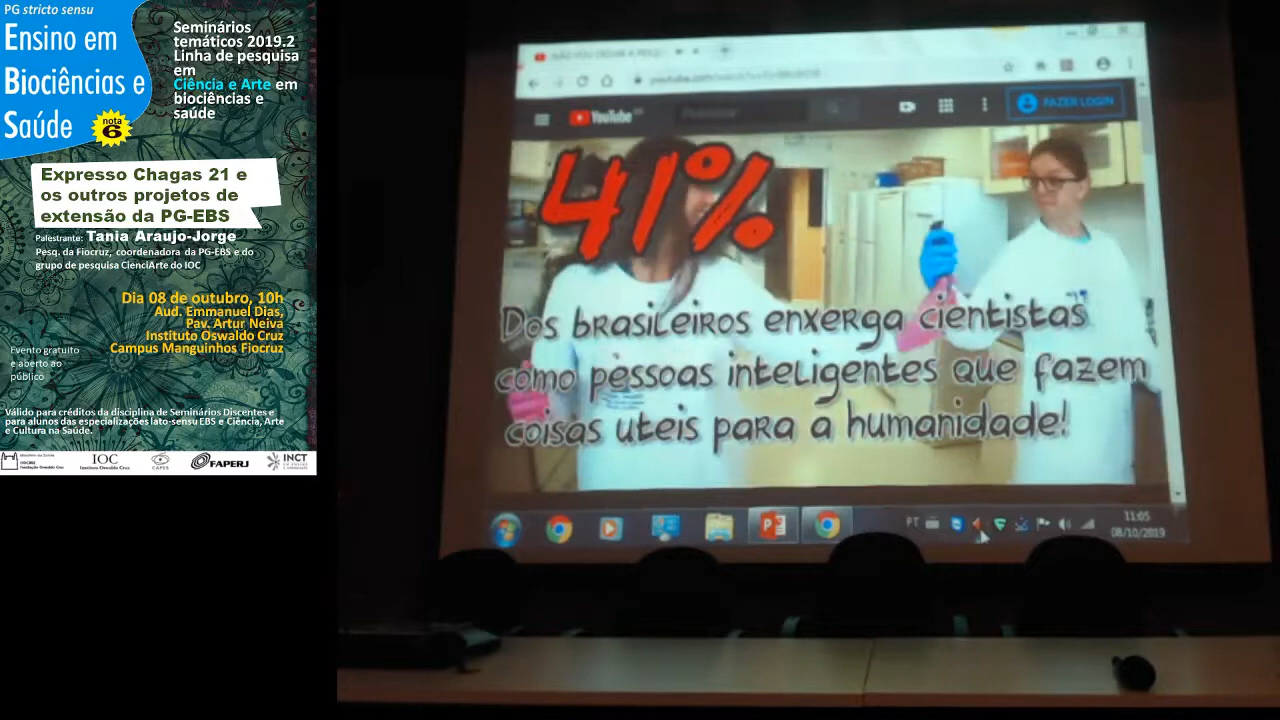 PG stricto sensu
Ensino em
Biociências e
Saúde
nota
6
Seminários
temáticos 2019.2
Linha de pesquisa
em
Ciência e Arte em
biociências e
saúde
Expresso Chagas 21 e
os outros projetos de
extensão da PG-EBS
Palestrante: Tania Araujo-Jorge
Pesq. da Fiocruz, coordenadora da PG-EBS e do
grupo de pesquisa CiênciArte do IOC
Dia 08 de outubro, 10h
Aud. Emmanuel Dias,
Pav. Artur Neiva
Instituto Oswaldo Cruz
Campus Manguinhos Fiocruz
Evento gratuito
e aberto ao
público
Válido para créditos da disciplina de Seminários Discentes e
para alunos das especializações lato-sensu EBS e Ciência, Arte
e Cultura na Saúde.
IOC
Instituto Oswaldo Cruz
CAPES
FAPERJ
INCT
YouTube
FAZER LOGIN
41%
Dos brasileiros enxerga cientistas
como pessoas inteligentes que fazem
coisas uteis para a humanidade!
PT
11:05
08/10/2019